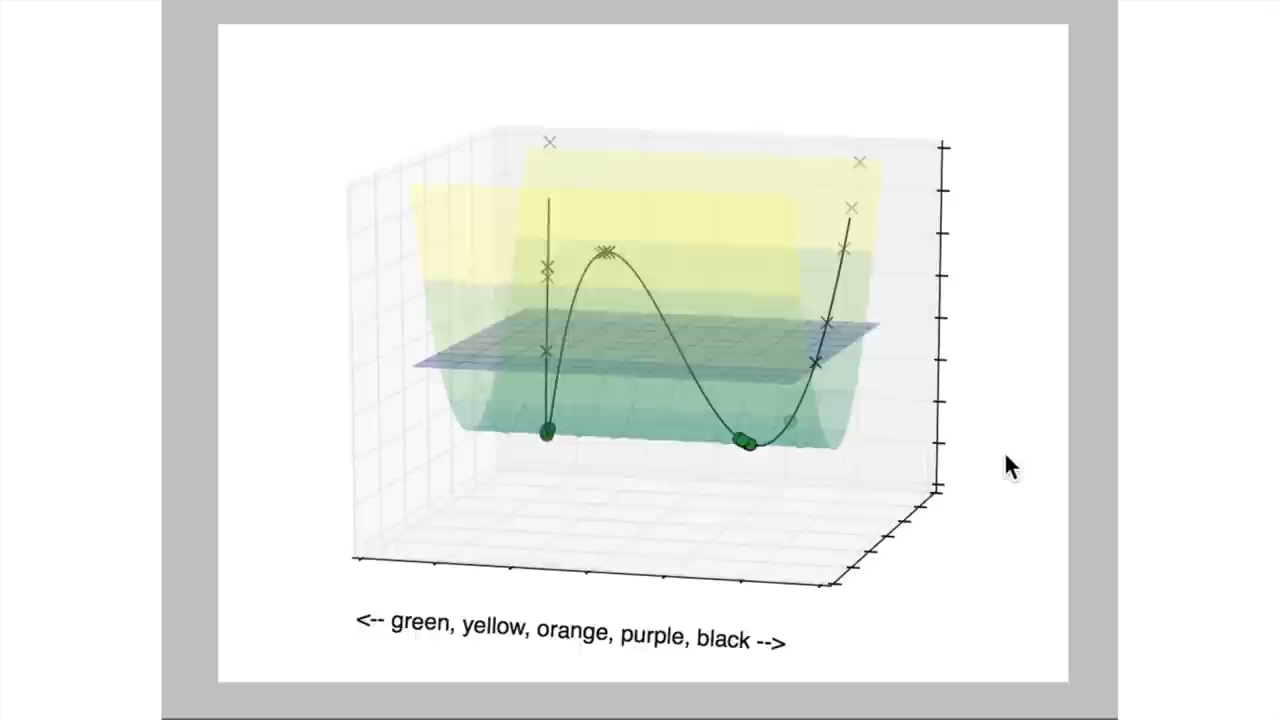 <-- green, yellow, orange, purple, black -->